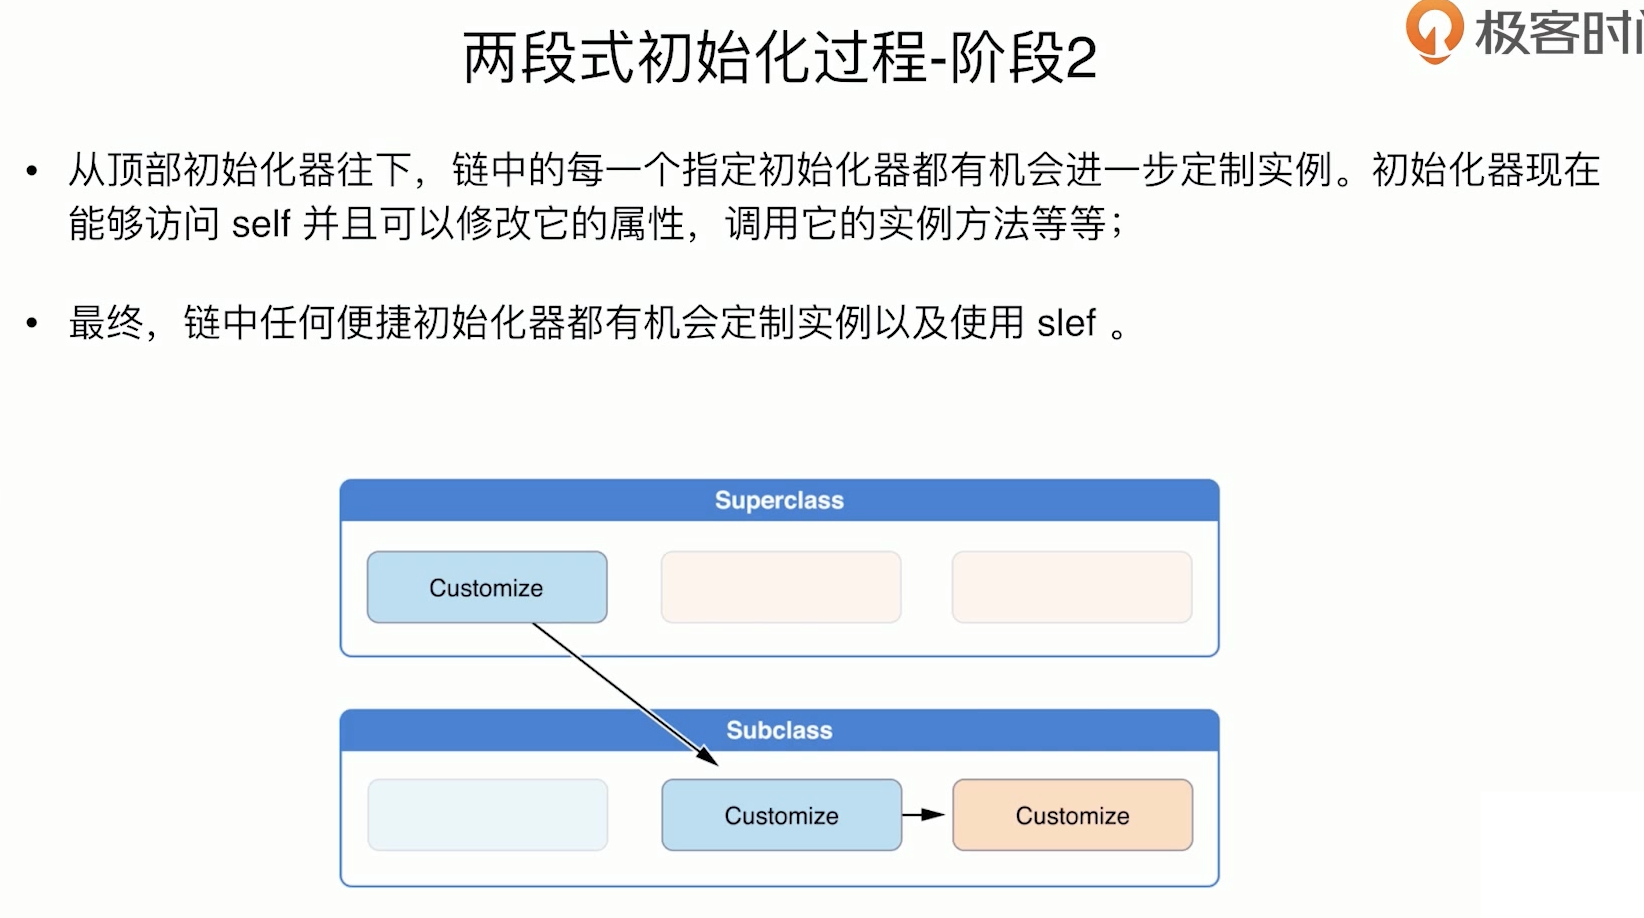 极客时间
两段式初始化过程-阶段2
• 从顶部初始化器往下，链中的每一个指定初始化器都有机会进一步定制实例。初始化器现在
能够访问 self 并且可以修改它的属性，调用它的实例方法等等；
• 最终，链中任何便捷初始化器都有机会定制实例以及使用 slef 。
Superclass
Customize
Subclass
Customize
Customize